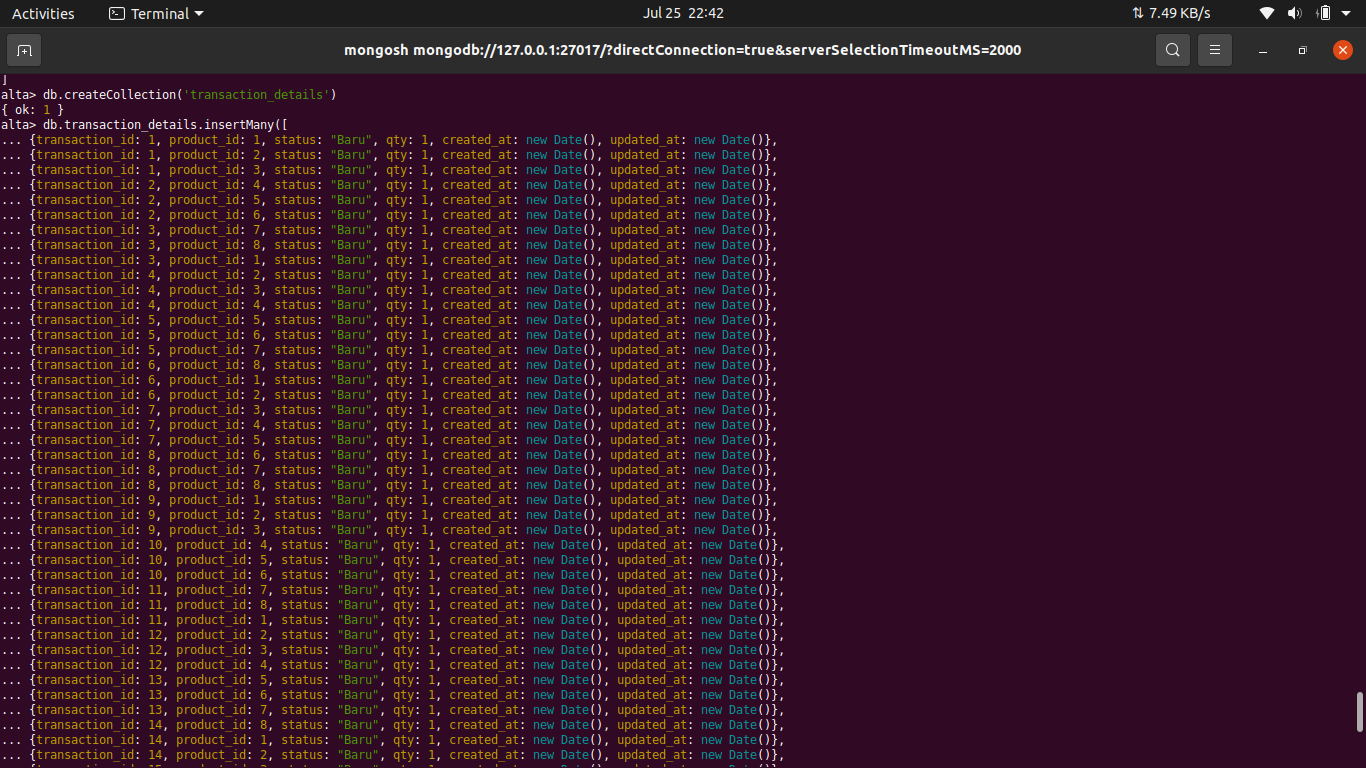 Activities Terminal Jul 25 22:42 7.49 KB/s
mongosh mongodb://127.0.0.1:27017/?directConnection=true&serverSelectionTimeoutMS=2000
]
alta> db.createCollection('transaction_details')
{ ok: 1 }
alta> db.transaction_details.insertMany([
... {transaction_id: 1, product_id: 1, status: "Baru", qty: 1, created_at: new Date(), updated_at: new Date()},
... {transaction_id: 1, product_id: 2, status: "Baru", qty: 1, created_at: new Date(), updated_at: new Date()},
... {transaction_id: 1, product_id: 3, status: "Baru", qty: 1, created_at: new Date(), updated_at: new Date()},
... {transaction_id: 2, product_id: 4, status: "Baru", qty: 1, created_at: new Date(), updated_at: new Date()},
... {transaction_id: 2, product_id: 5, status: "Baru", qty: 1, created_at: new Date(), updated_at: new Date()},
... {transaction_id: 2, product_id: 6, status: "Baru", qty: 1, created_at: new Date(), updated_at: new Date()},
... {transaction_id: 3, product_id: 7, status: "Baru", qty: 1, created_at: new Date(), updated_at: new Date()},
... {transaction_id: 3, product_id: 8, status: "Baru", qty: 1, created_at: new Date(), updated_at: new Date()},
... {transaction_id: 3, product_id: 1, status: "Baru", qty: 1, created_at: new Date(), updated_at: new Date()},
... {transaction_id: 4, product_id: 2, status: "Baru", qty: 1, created_at: new Date(), updated_at: new Date()},
... {transaction_id: 4, product_id: 3, status: "Baru", qty: 1, created_at: new Date(), updated_at: new Date()},
... {transaction_id: 4, product_id: 4, status: "Baru", qty: 1, created_at: new Date(), updated_at: new Date()},
... {transaction_id: 5, product_id: 5, status: "Baru", qty: 1, created_at: new Date(), updated_at: new Date()},
... {transaction_id: 5, product_id: 6, status: "Baru", qty: 1, created_at: new Date(), updated_at: new Date()},
... {transaction_id: 5, product_id: 7, status: "Baru", qty: 1, created_at: new Date(), updated_at: new Date()},
... {transaction_id: 6, product_id: 8, status: "Baru", qty: 1, created_at: new Date(), updated_at: new Date()},
... {transaction_id: 6, product_id: 1, status: "Baru", qty: 1, created_at: new Date(), updated_at: new Date()},
... {transaction_id: 6, product_id: 2, status: "Baru", qty: 1, created_at: new Date(), updated_at: new Date()},
... {transaction_id: 7, product_id: 3, status: "Baru", qty: 1, created_at: new Date(), updated_at: new Date()},
... {transaction_id: 7, product_id: 4, status: "Baru", qty: 1, created_at: new Date(), updated_at: new Date()},
... {transaction_id: 7, product_id: 5, status: "Baru", qty: 1, created_at: new Date(), updated_at: new Date()},
... {transaction_id: 8, product_id: 6, status: "Baru", qty: 1, created_at: new Date(), updated_at: new Date()},
... {transaction_id: 8, product_id: 7, status: "Baru", qty: 1, created_at: new Date(), updated_at: new Date()},
... {transaction_id: 8, product_id: 8, status: "Baru", qty: 1, created_at: new Date(), updated_at: new Date()},
... {transaction_id: 9, product_id: 1, status: "Baru", qty: 1, created_at: new Date(), updated_at: new Date()},
... {transaction_id: 9, product_id: 2, status: "Baru", qty: 1, created_at: new Date(), updated_at: new Date()},
... {transaction_id: 9, product_id: 3, status: "Baru", qty: 1, created_at: new Date(), updated_at: new Date()},
... {transaction_id: 10, product_id: 4, status: "Baru", qty: 1, created_at: new Date(), updated_at: new Date()},
... {transaction_id: 10, product_id: 5, status: "Baru", qty: 1, created_at: new Date(), updated_at: new Date()},
... {transaction_id: 10, product_id: 6, status: "Baru", qty: 1, created_at: new Date(), updated_at: new Date()},
... {transaction_id: 11, product_id: 7, status: "Baru", qty: 1, created_at: new Date(), updated_at: new Date()},
... {transaction_id: 11, product_id: 8, status: "Baru", qty: 1, created_at: new Date(), updated_at: new Date()},
... {transaction_id: 11, product_id: 1, status: "Baru", qty: 1, created_at: new Date(), updated_at: new Date()},
... {transaction_id: 12, product_id: 2, status: "Baru", qty: 1, created_at: new Date(), updated_at: new Date()},
... {transaction_id: 12, product_id: 3, status: "Baru", qty: 1, created_at: new Date(), updated_at: new Date()},
... {transaction_id: 12, product_id: 4, status: "Baru", qty: 1, created_at: new Date(), updated_at: new Date()},
... {transaction_id: 13, product_id: 5, status: "Baru", qty: 1, created_at: new Date(), updated_at: new Date()},
... {transaction_id: 13, product_id: 6, status: "Baru", qty: 1, created_at: new Date(), updated_at: new Date()},
... {transaction_id: 13, product_id: 7, status: "Baru", qty: 1, created_at: new Date(), updated_at: new Date()},
... {transaction_id: 14, product_id: 8, status: "Baru", qty: 1, created_at: new Date(), updated_at: new Date()},
... {transaction_id: 14, product_id: 1, status: "Baru", qty: 1, created_at: new Date(), updated_at: new Date()},
... {transaction_id: 14, product_id: 2, status: "Baru", qty: 1, created_at: new Date(), updated_at: new Date()},